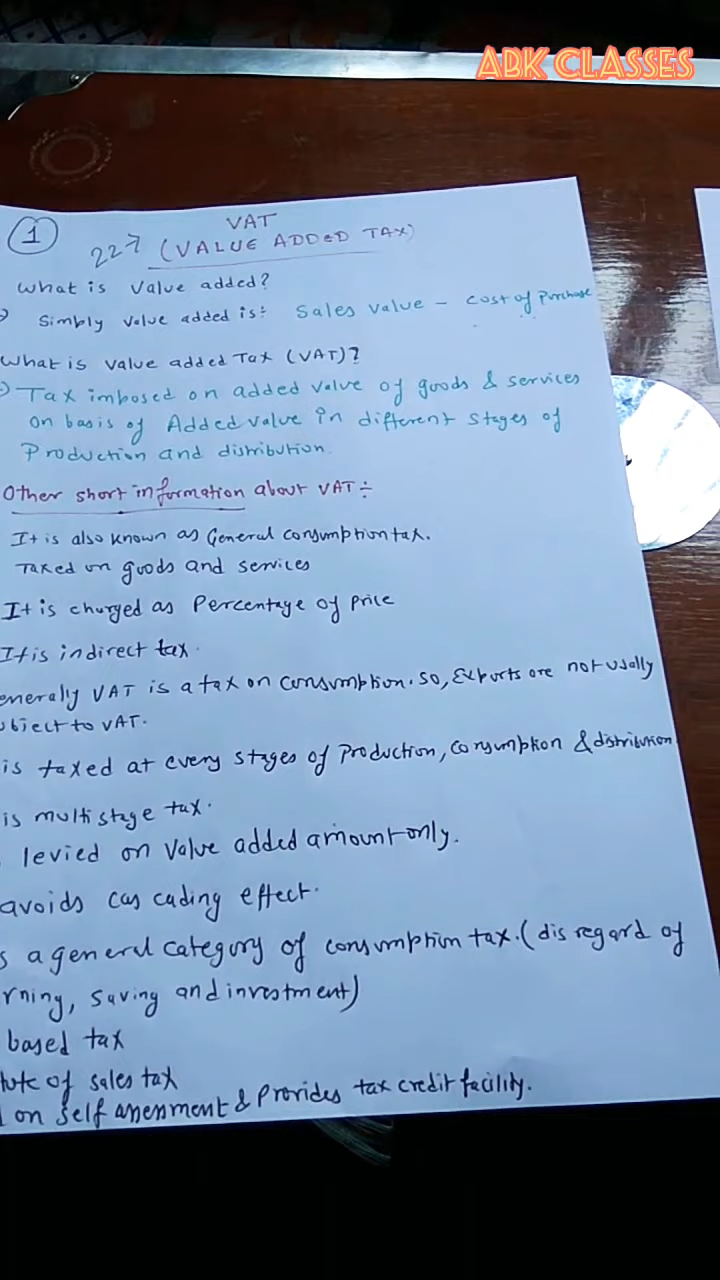 ABK CLASSES
1
VAT
22-7 (VALUE ADDED TAX)
What is Value added?
Simply Value added is: Sales value - cost of Purchase
What is value added Tax (VAT)?
Tax imposed on added value of goods & services
on basis of Added value in different stages of
Production and distribution.
Other short information about VAT ÷
It is also known as General consumption tax.
Taxed on goods and services
It is charged as Percentage of price
It is indirect tax.
enerally VAT is a tax on consumption. so, Exports are not usally
ubject to VAT.
is taxed at every stages of Production, consumption & distribution
is multistage tax.
levied on Value added amount only.
avoids cascading effect.
s a general category of consumption tax. (disregard of
rning, saving and investment)
based tax
tute of sales tax
on self assessment & Provides tax credit facility.